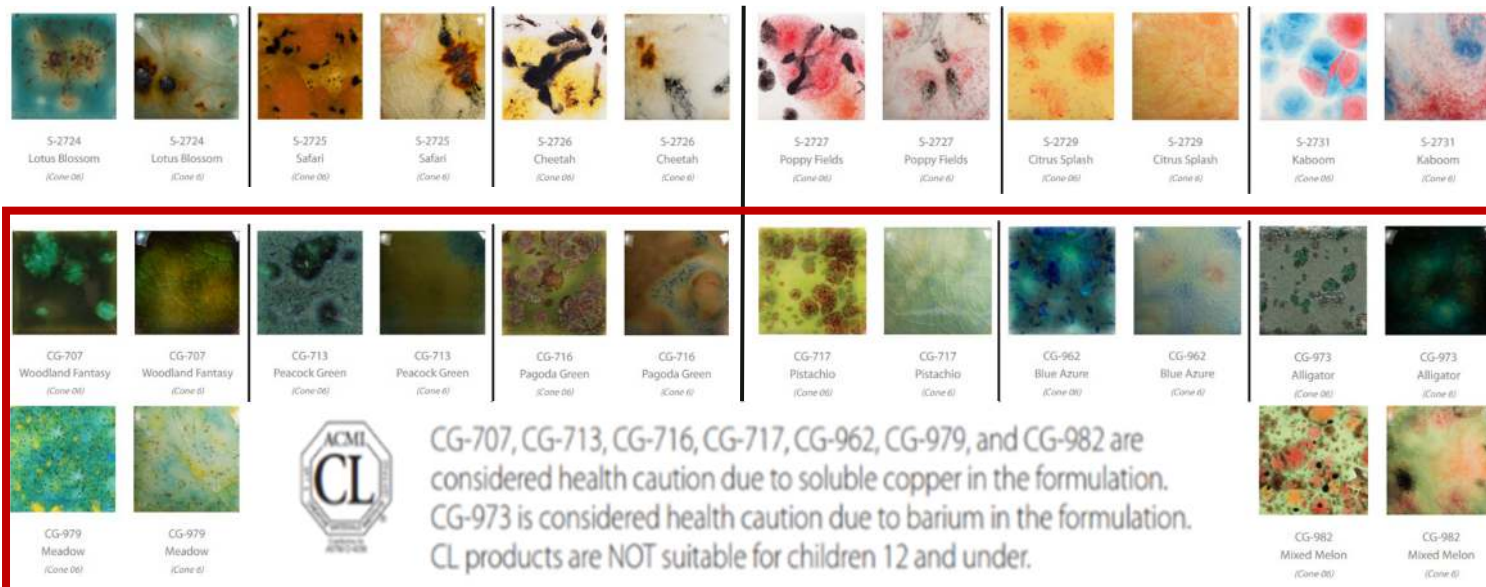 S-2724 S-2724 S-2725 S-2725 S-2726 S-2726 S-2727 S-2727 S-2729 S-2729 S-2731 S-2731
Lotus Blossom Lotus Blossom Safari Safari Cheetah Cheetah Poppy Fields Poppy Fields Citrus Splash Citrus Splash Kaboom Kaboom
(Cone 06) (Cone 6) (Cone 06) (Cone 6) (Cone 06) (Cone 6) (Cone 06) (Cone 6) (Cone 06) (Cone 6) (Cone 06) (Cone 6)
CG-707 CG-707 CG-713 CG-713 CG-716 CG-716 CG-717 CG-717 CG-962 CG-962 CG-973 CG-973
Woodland Fantasy Woodland Fantasy Peacock Green Peacock Green Pagoda Green Pagoda Green Pistachio Pistachio Blue Azure Blue Azure Alligator Alligator
(Cone 06) (Cone 6) (Cone 06) (Cone 6) (Cone 06) (Cone 6) (Cone 06) (Cone 6) (Cone 06) (Cone 6) (Cone 06) (Cone 6)
CG-979 CG-979
Meadow Meadow
(Cone 06) (Cone 6)
ACMI
CL
CG-707, CG-713, CG-716, CG-717, CG-962, CG-979, and CG-982 are
considered health caution due to soluble copper in the formulation.
CG-973 is considered health caution due to barium in the formulation.
CL products are NOT suitable for children 12 and under.
CG-982 CG-982
Mixed Melon Mixed Melon
(Cone 06) (Cone 6)